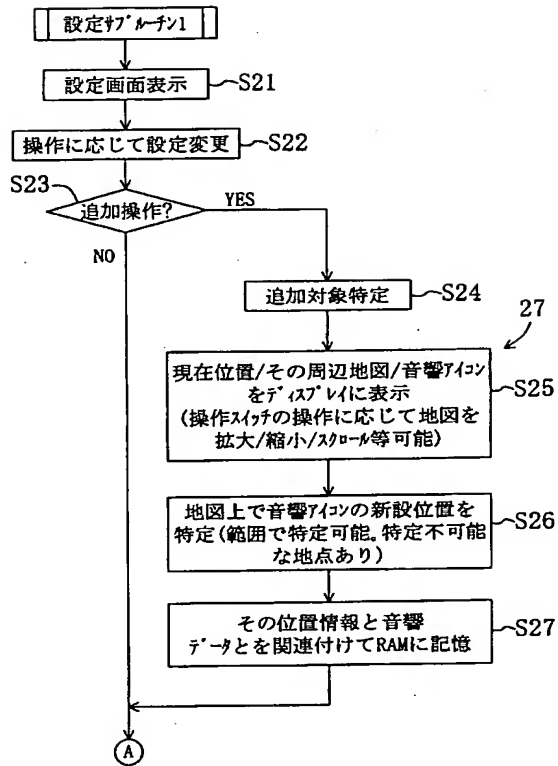 設定ｻﾌﾞﾙｰﾁﾝ1
設定画面表示
S21
操作に応じて設定変更
S22
S23
追加操作?
YES
NO
追加対象特定
S24
27
現在位置/その周辺地図/音響ｱｲｺﾝ
をﾃﾞｨｽﾌﾟﾚｲに表示
(操作ｽｲｯﾁの操作に応じて地図を
拡大/縮小/ｽｸﾛｰﾙ等可能)
S25
地図上で音響ｱｲｺﾝの新設位置を
特定(範囲で特定可能。特定不可能
な地点あり)
S26
その位置情報と音響
ﾃﾞｰﾀとを関連付けてRAMに記憶
S27
A